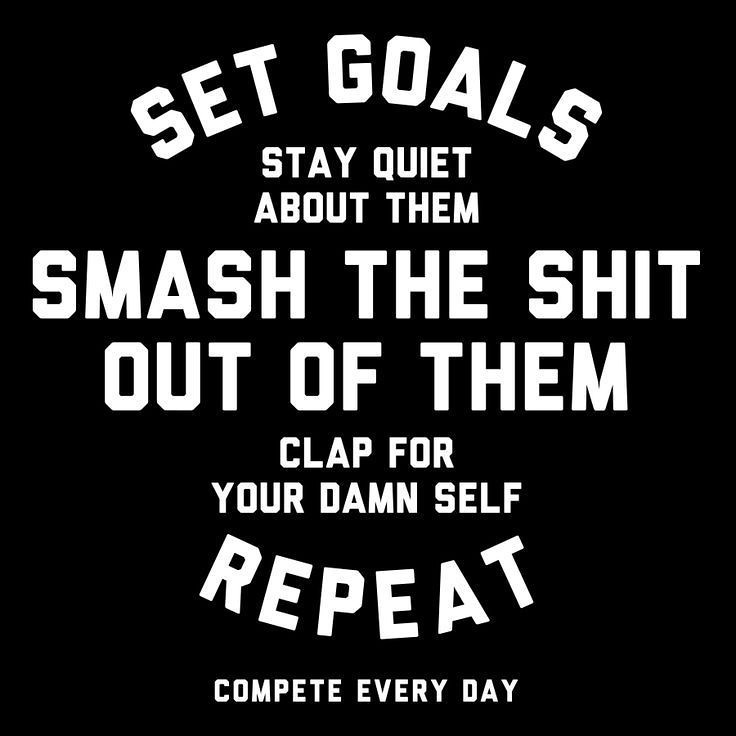 SET GOALS
STAY QUIET
ABOUT THEM
SMASH THE SHIT
OUT OF THEM
CLAP FOR
YOUR DAMN SELF
REPEAT
COMPETE EVERY DAY